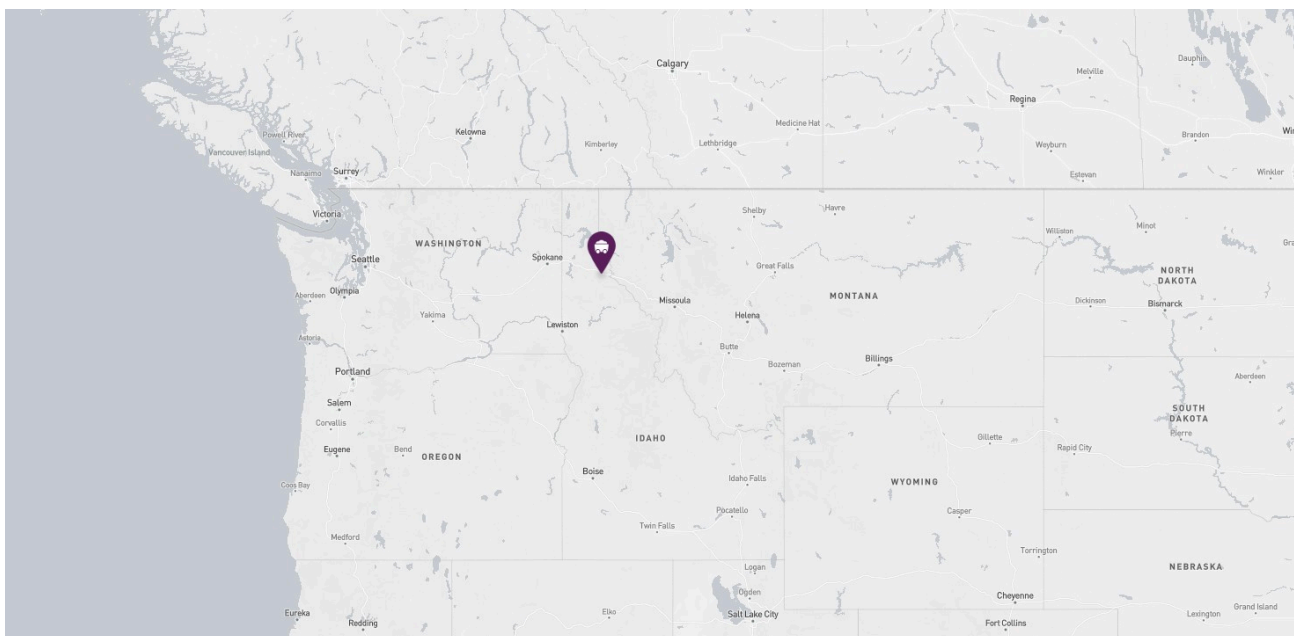 Calgary
Dauphin
Melville
Regina
Kelowna
Medicine Hat
Powell River
Kimberley
Lethbridge
Brandon
Win
Vancouver Island
Weyburn
Nanaimo
Surrey
Estevan
Winkler
Victoria
Shelby
Havre
Minot
Williston
WASHINGTON
Gra
Seattle
Spokane
Great Falls
NORTH
DAKOTA
Aberdeen
Olympia
MONTANA
Missoula
Dickinson
Bismarck
Yakima
Helena
Lewiston
Astoria
Butte
Billings
Bozeman
Portland
Aberdeen
Salem
SOUTH
DAKOTA
Corvallis
Pierre
IDAHO
Gillette
Eugene
Bend
Rapid City
OREGON
Boise
Idaho Falls
WYOMING
Coos Bay
Pocatello
Casper
Twin Falls
Medford
Torrington
Logan
NEBRASKA
Ogden
Cheyenne
Eureka
Elko
Salt Lake City
Lexington
Grand Island
Redding
Fort Collins